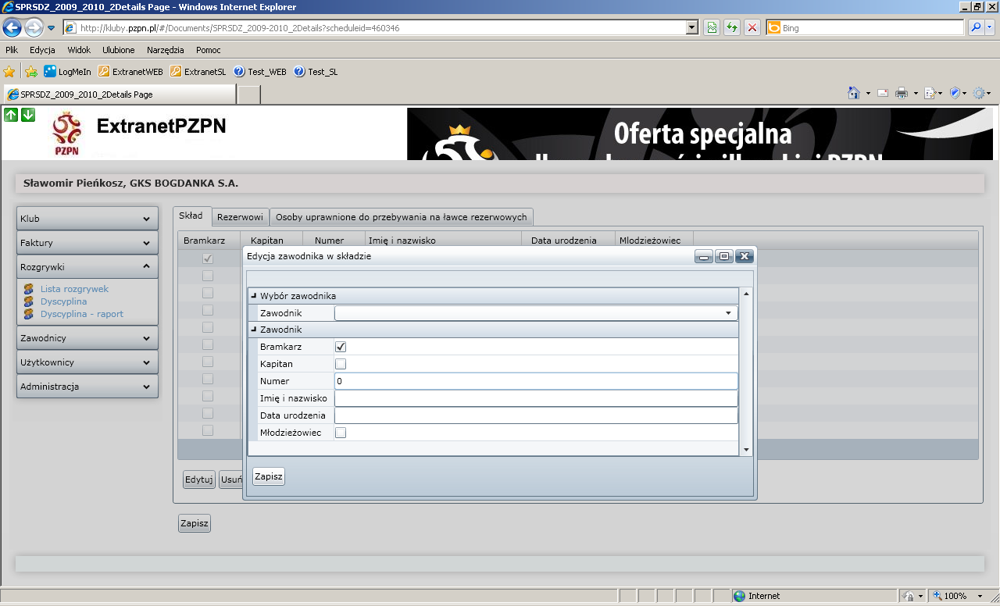 SPRSDZ_2009_2010_2Details Page - Windows Internet Explorer
http://kluby.pzpn.pl/#/Documents/SPRSDZ_2009-2010_2Details?scheduleid=460346
Bing
Plik Edycja Widok Ulubione Narzędzia Pomoc
LogMeIn ExtranetWEB ExtranetSL Test_WEB Test_SL
SPRSDZ_2009_2010_2Details Page
PZPN
ExtranetPZPN
Oferta specjalna
Sławomir Pieńkosz, GKS BOGDANKA S.A.
Klub
Faktury
Rozgrywki
Lista rozgrywek
Dyscyplina
Dyscyplina - raport
Zawodnicy
Użytkownicy
Administracja
Skład Rezerwowi Osoby uprawnione do przebywania na ławce rezerwowych
Bramkarz Kapitan Numer Imię i nazwisko Data urodzenia Mlodzieżowiec
Edycja zawodnika w składzie
Wybór zawodnika
Zawodnik
Zawodnik
Bramkarz
Kapitan
Numer 0
Imię i nazwisko
Data urodzenia
Młodzieżowiec
Zapisz
Edytuj Usuń
Zapisz
Internet 100%